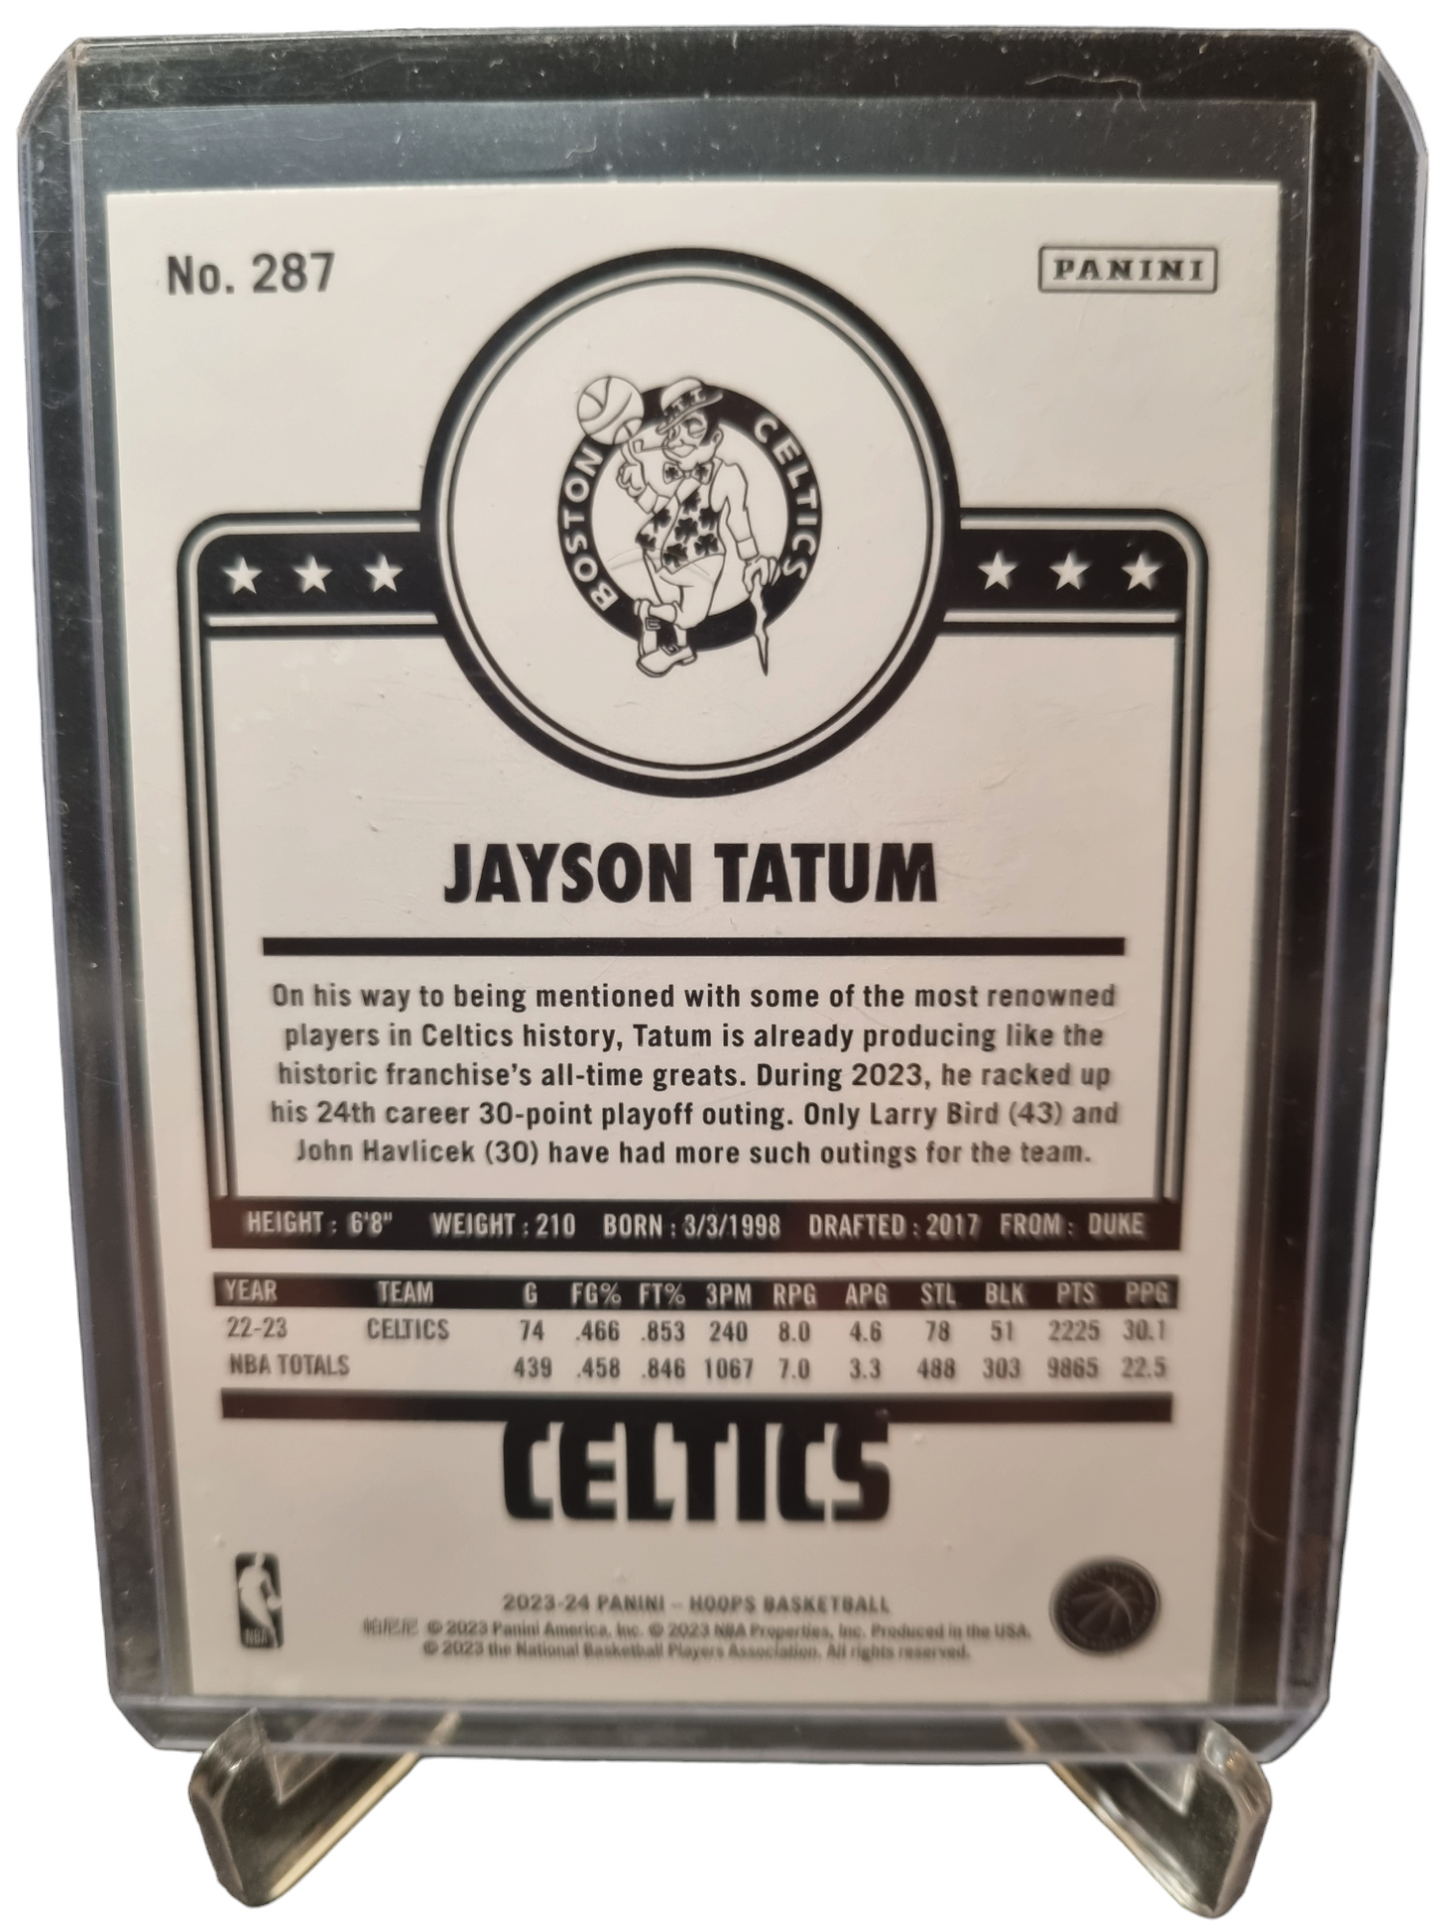 No. 287
PANINI
BOSTON CELTICS
JAYSON TATUM
On his way to being mentioned with some of the most renowned
players in Celtics history, Tatum is already producing like the
historic franchise's all-time greats. During 2023, he racked up
his 24th career 30-point playoff outing. Only Larry Bird (43) and
John Havlicek (30) have had more such outings for the team.
HEIGHT : 6'8" WEIGHT : 210 BORN : 3/3/1998 DRAFTED : 2017 FROM : DUKE
YEAR TEAM G FG% FT% 3PM RPG APG STL BLK PTS PPG
22-23 CELTICS 74 .466 .853 240 8.0 4.6 78 51 2225 30.1
NBA TOTALS 439 .458 .846 1067 7.0 3.3 488 303 9865 22.5
CELTICS
NBA
2023-24 PANINI – HOOPS BASKETBALL
帕尼尼 © 2023 Panini America, Inc. © 2023 NBA Properties, Inc. Produced in the USA.
© 2023 the National Basketball Players Association. All rights reserved.